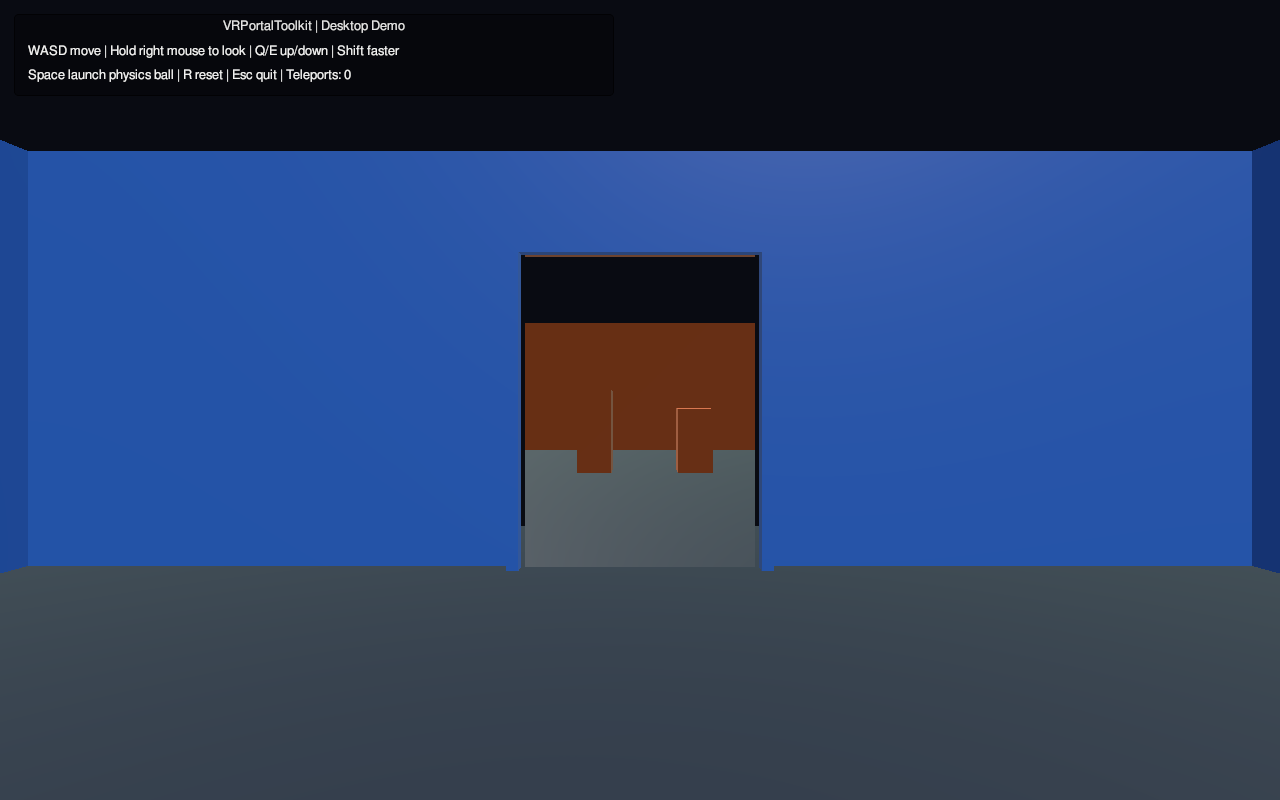 VRPortalToolkit | Desktop Demo
WASD move | Hold right mouse to look | Q/E up/down | Shift faster
Space launch physics ball | R reset | Esc quit | Teleports: 0